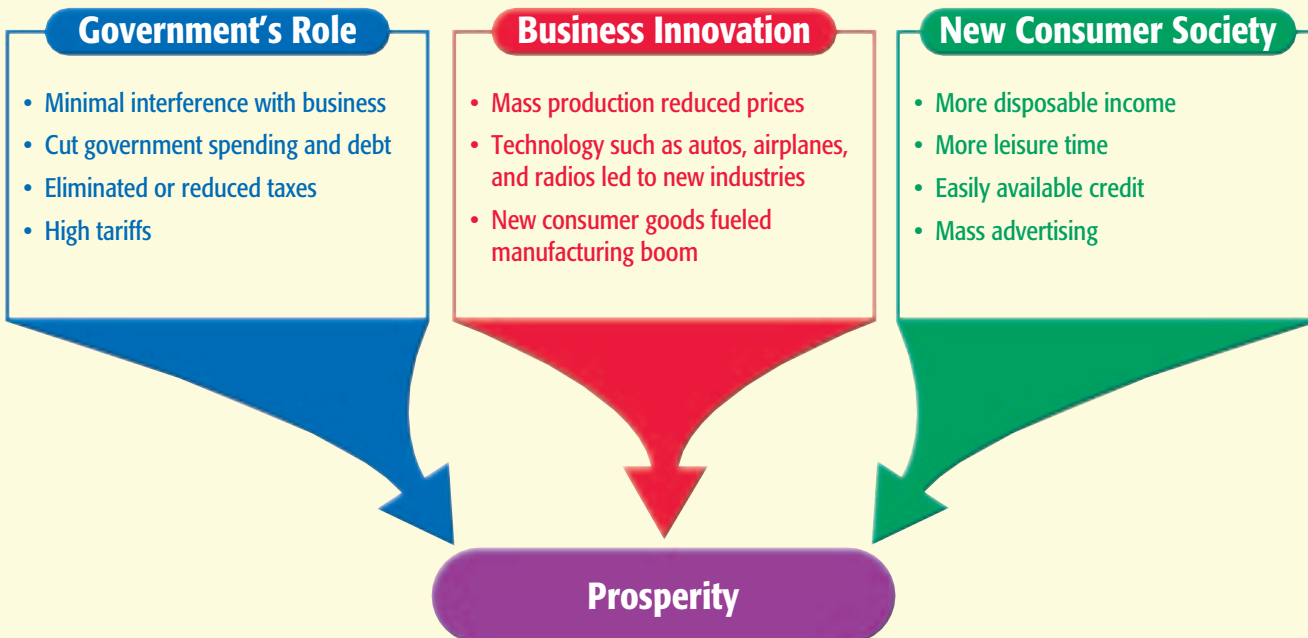 Government's Role
• Minimal interference with business
• Cut government spending and debt
• Eliminated or reduced taxes
• High tariffs
Business Innovation
• Mass production reduced prices
• Technology such as autos, airplanes,
and radios led to new industries
• New consumer goods fueled
manufacturing boom
New Consumer Society
• More disposable income
• More leisure time
• Easily available credit
• Mass advertising
Prosperity